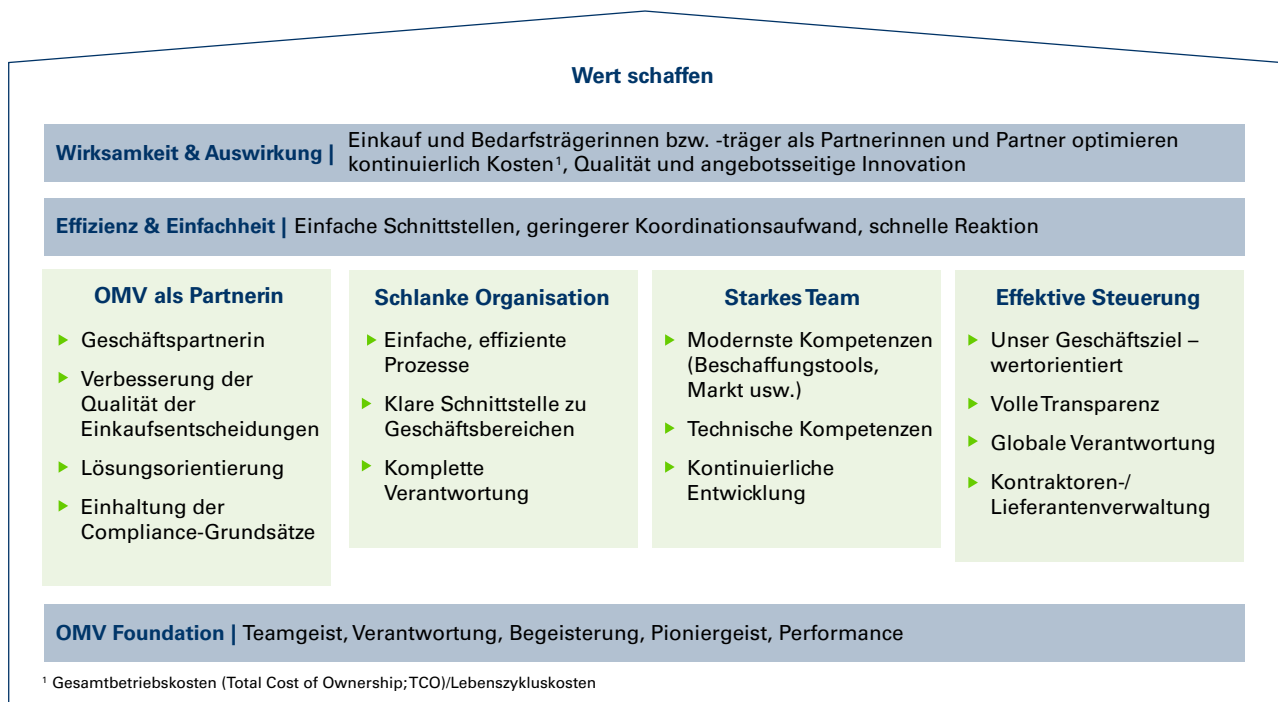 Wert schaffen
Wirksamkeit & Auswirkung | Einkauf und Bedarfsträgerinnen bzw. -träger als Partnerinnen und Partner optimieren
kontinuierlich Kosten¹, Qualität und angebotsseitige Innovation
Effizienz & Einfachheit | Einfache Schnittstellen, geringerer Koordinationsaufwand, schnelle Reaktion
OMV als Partnerin
Geschäftspartnerin
Verbesserung der
Qualität der
Einkaufsentscheidungen
Lösungsorientierung
Einhaltung der
Compliance-Grundsätze
Schlanke Organisation
Einfache, effiziente
Prozesse
Klare Schnittstelle zu
Geschäftsbereichen
Komplette
Verantwortung
Starkes Team
Modernste Kompetenzen
(Beschaffungstools,
Markt usw.)
Technische Kompetenzen
Kontinuierliche
Entwicklung
Effektive Steuerung
Unser Geschäftsziel –
wertorientiert
Volle Transparenz
Globale Verantwortung
Kontraktoren-/
Lieferantenverwaltung
OMV Foundation | Teamgeist, Verantwortung, Begeisterung, Pioniergeist, Performance
¹ Gesamtbetriebskosten (Total Cost of Ownership; TCO)/Lebenszykluskosten